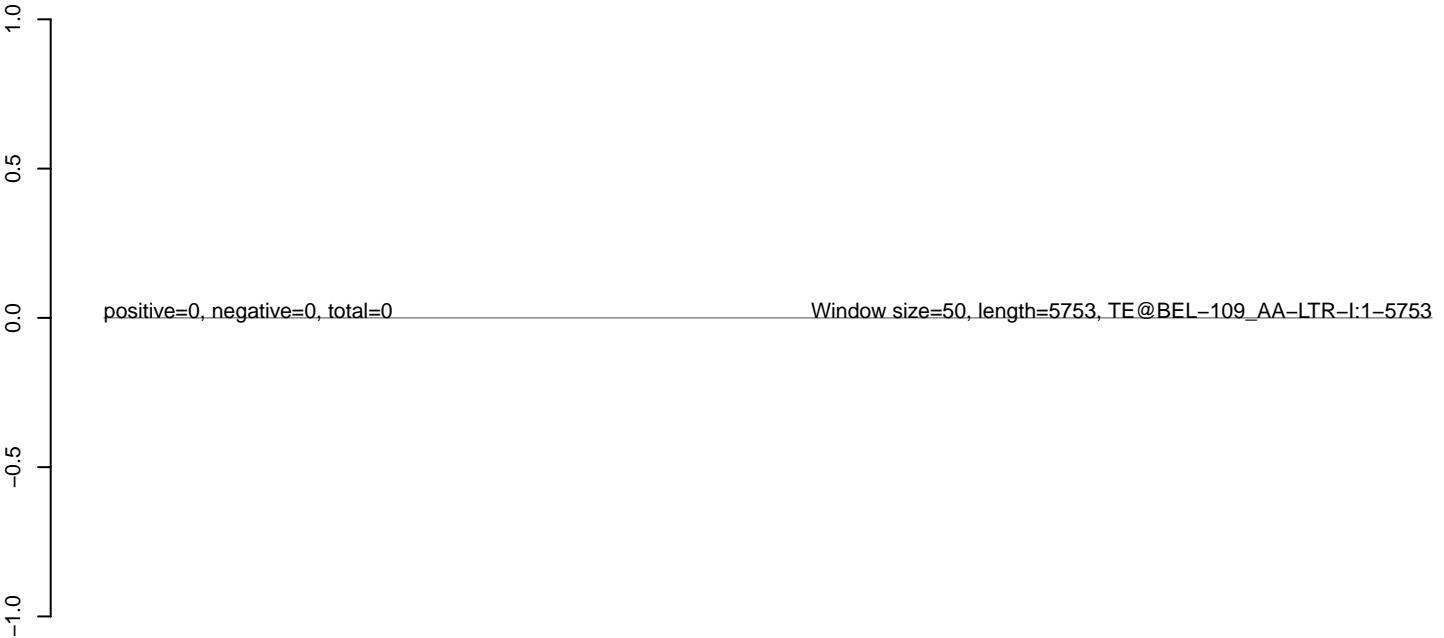 1.0
0.5
0.0
−0.5
−1.0
positive=0, negative=0, total=0
Window size=50, length=5753, TE@BEL−109_AA−LTR−I:1−5753